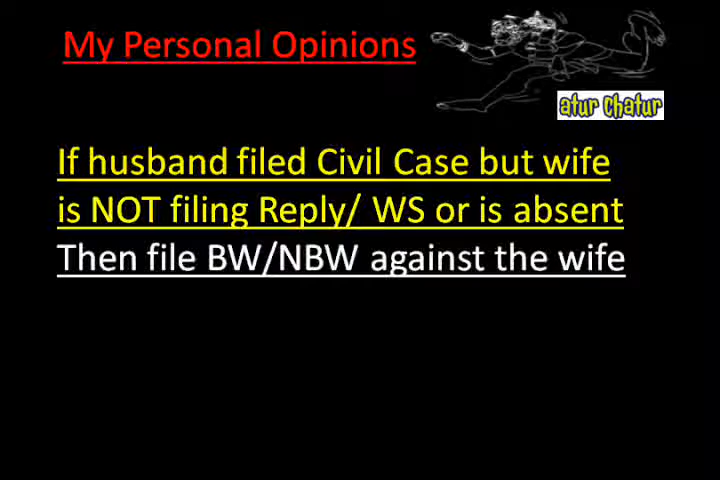 My Personal Opinions
atur chatur
If husband filed Civil Case but wife
is NOT filing Reply/ WS or is absent
Then file BW/NBW against the wife